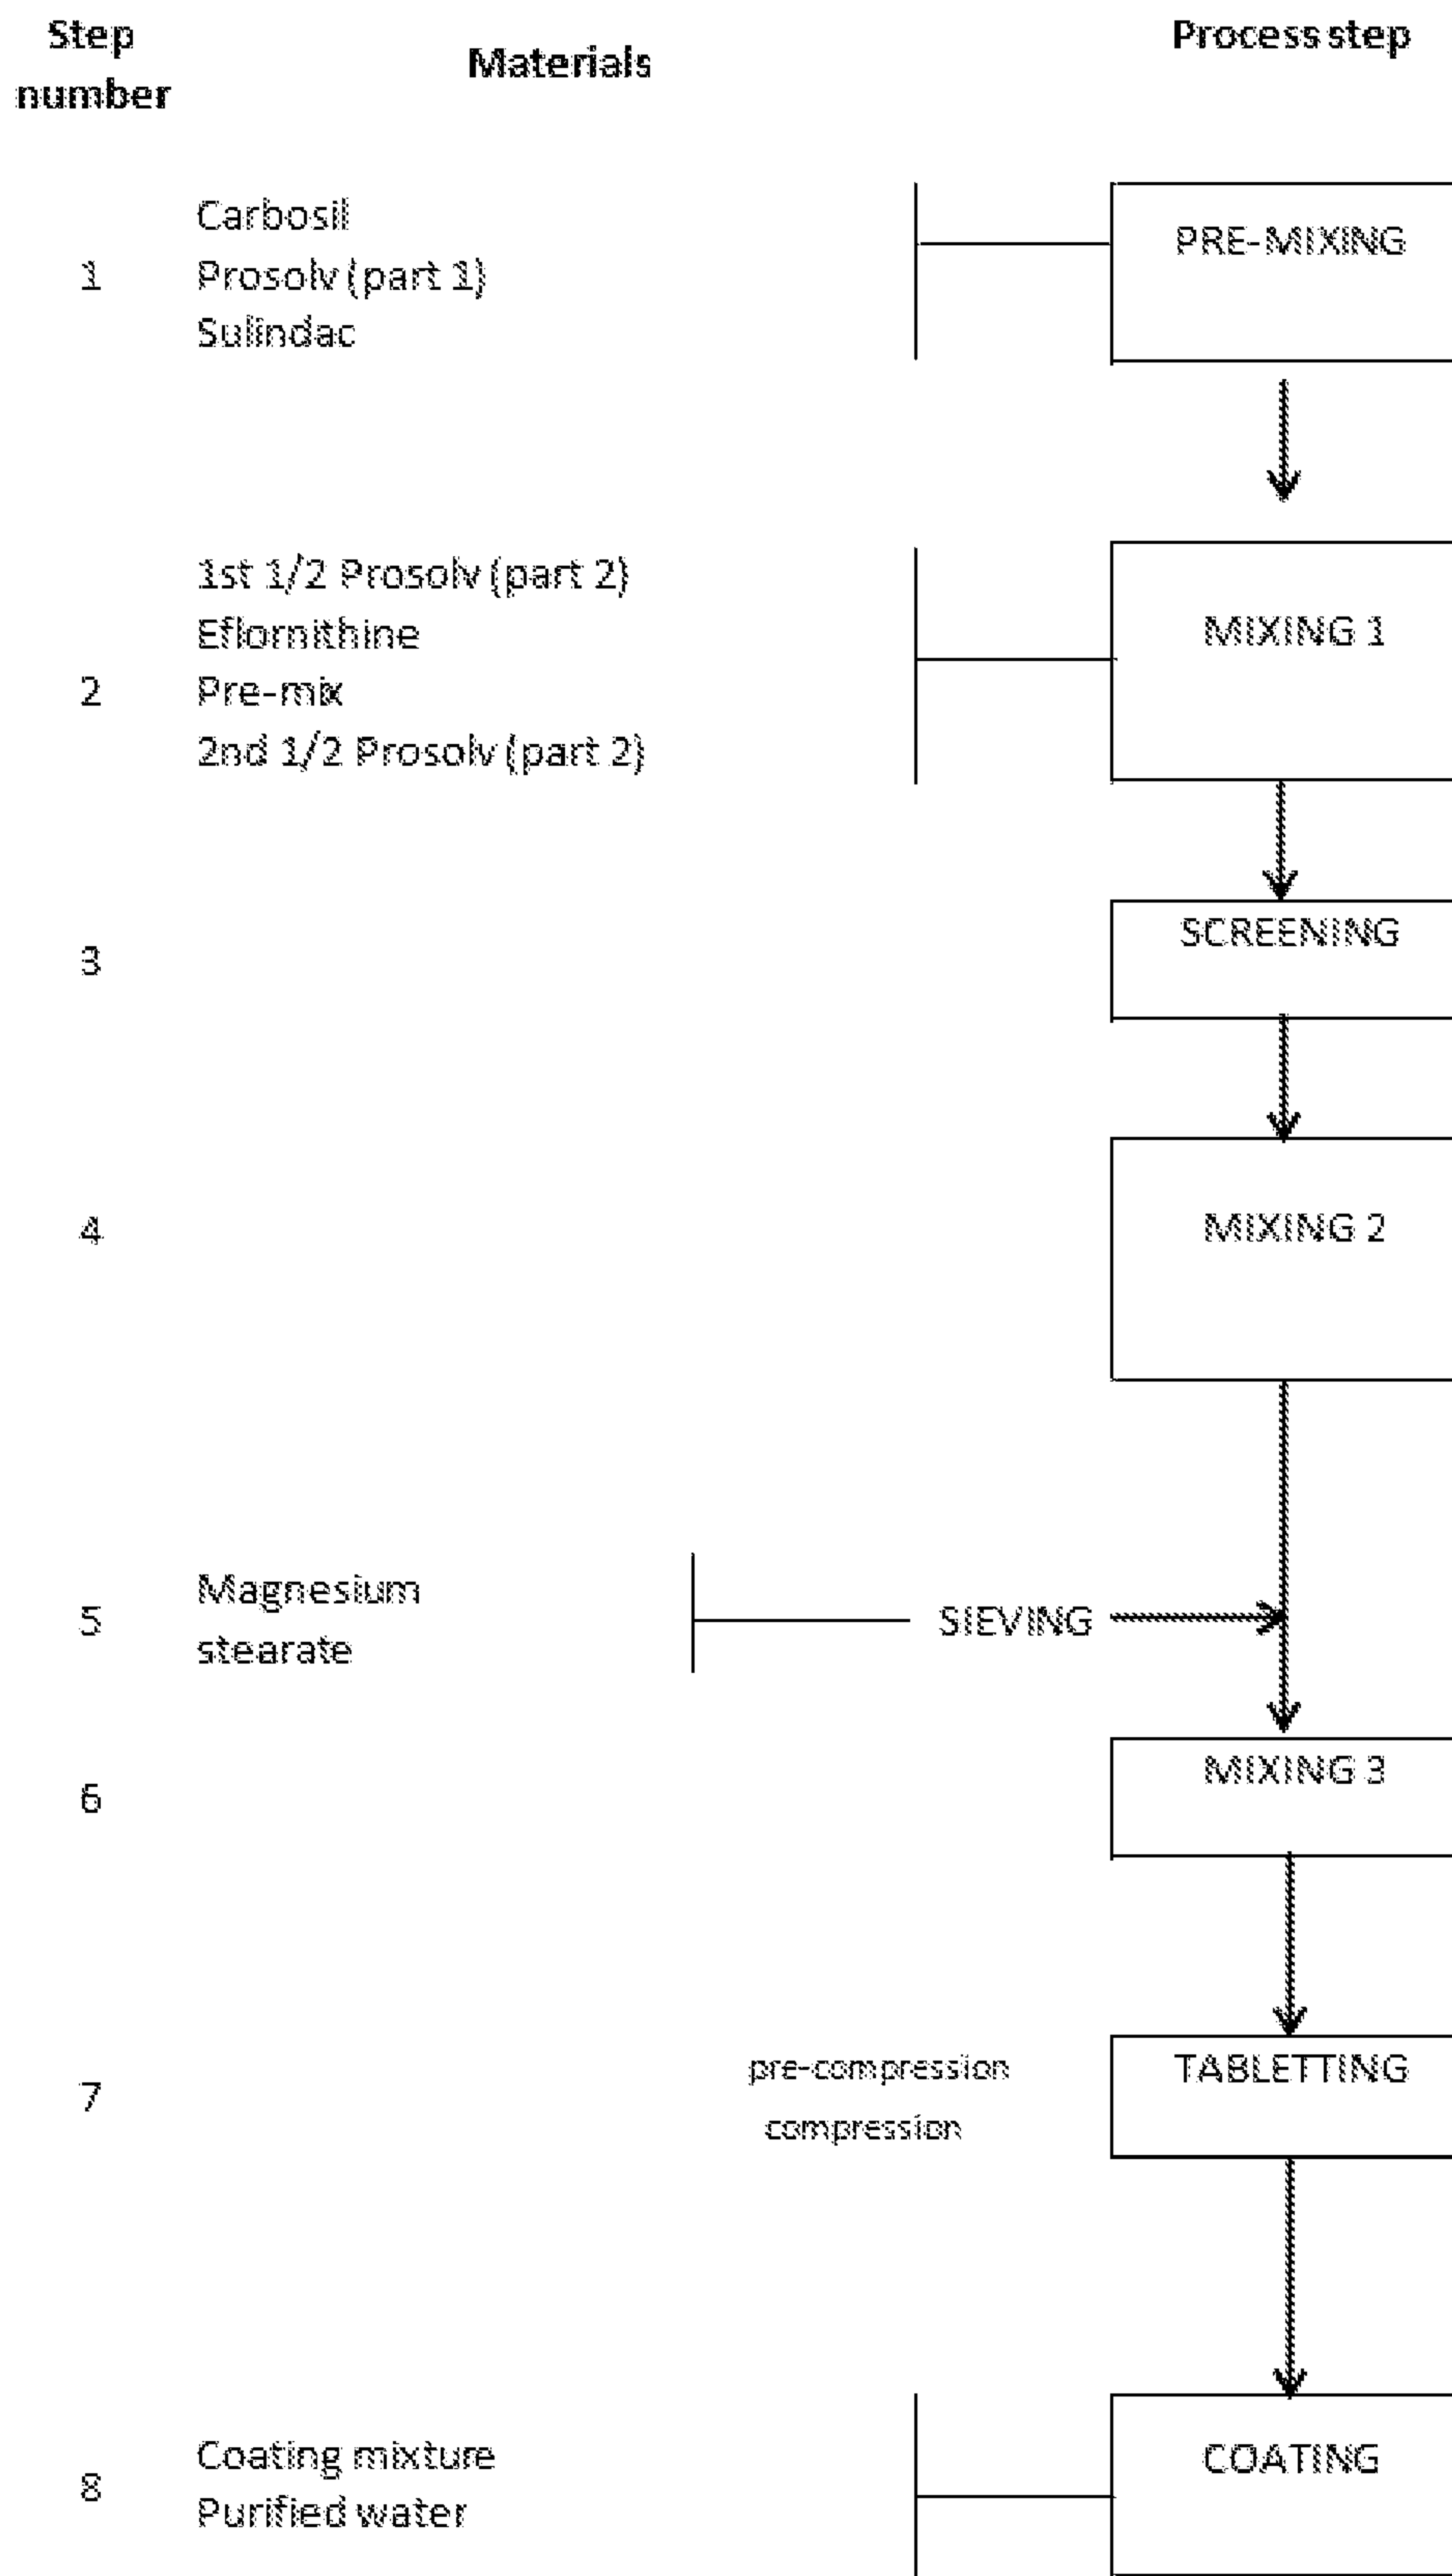 Step number
Materials
Process step
1
Carbosil
Prosolv (part 1)
Sulindac
PRE-MIXING
2
1st 1/2 Prosolv (part 2)
Eflornithine
Pre-mix
2nd 1/2 Prosolv (part 2)
MIXING 1
3
SCREENING
4
MIXING 2
5
Magnesium
stearate
SIEVING
6
MIXING 3
7
pre-compression
compression
TABLETTING
8
Coating mixture
Purified water
COATING